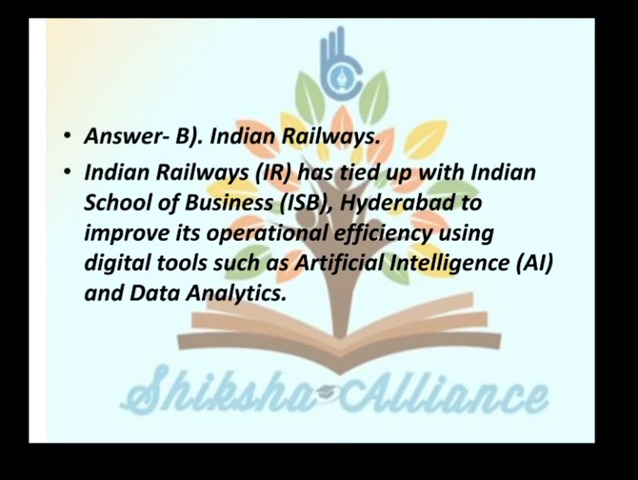 • Answer- B). Indian Railways.
• Indian Railways (IR) has tied up with Indian
School of Business (ISB), Hyderabad to
improve its operational efficiency using
digital tools such as Artificial Intelligence (AI)
and Data Analytics.
Shiksha Alliance